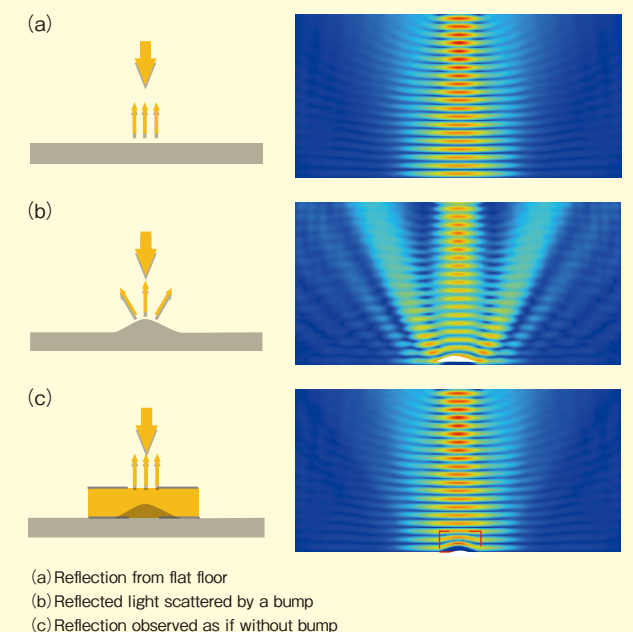 (a)
(b)
(c)
(a) Reflection from flat floor
(b) Reflected light scattered by a bump
(c) Reflection observed as if without bump